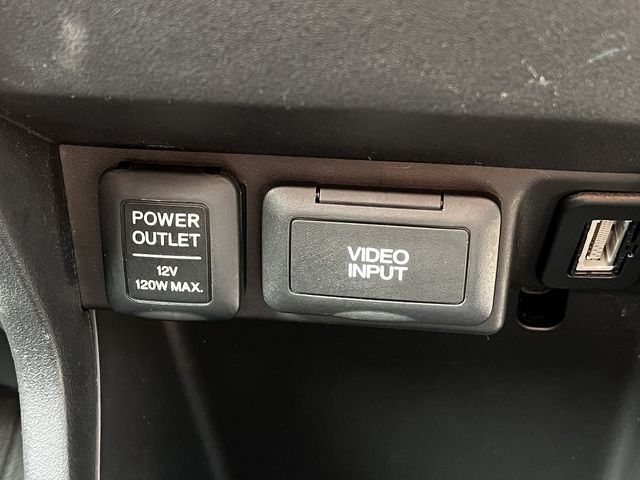 POWER
OUTLET
12V
120W MAX.
VIDEO
INPUT